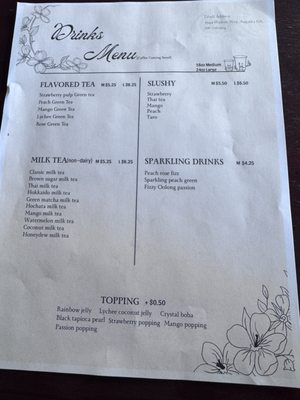 Drinks
Menu
16oz Medium
24oz Large
FLAVORED TEA M $5.25 L $6.25
Strawberry pulp Green tea
Peach Green Tea
Mango Green Tea
Lychee Green Tea
Rose Green Tea
SLUSHY M $5.50 L $6.50
Strawberry
Thai tea
Mango
Peach
Taro
MILK TEA(non-dairy) M $5.25 L $6.25
Classic milk tea
Brown sugar milk tea
Thai milk tea
Hokkaido milk tea
Green matcha milk tea
Hochata milk tea
Mango milk tea
Watermelon milk tea
Coconut milk tea
Honeydew milk tea
SPARKLING DRINKS M $4.25
Peach rose fizz
Sparkling peach green
Fizzy Oolong passion
TOPPING + $0.50
Rainbow jelly Lychee coconut jelly Crystal boba
Black tapioca pearl Strawberry popping Mango popping
Passion popping